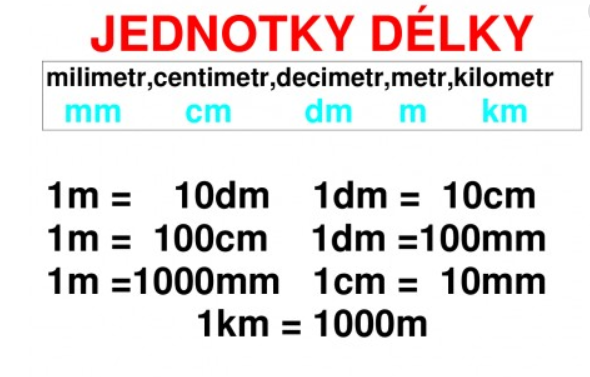 JEDNOTKY DÉLKY
milimetr,centimetr,decimetr,metr,kilometr
mm cm dm m km
1m = 10dm 1dm = 10cm
1m = 100cm 1dm =100mm
1m =1000mm 1cm = 10mm
1km = 1000m